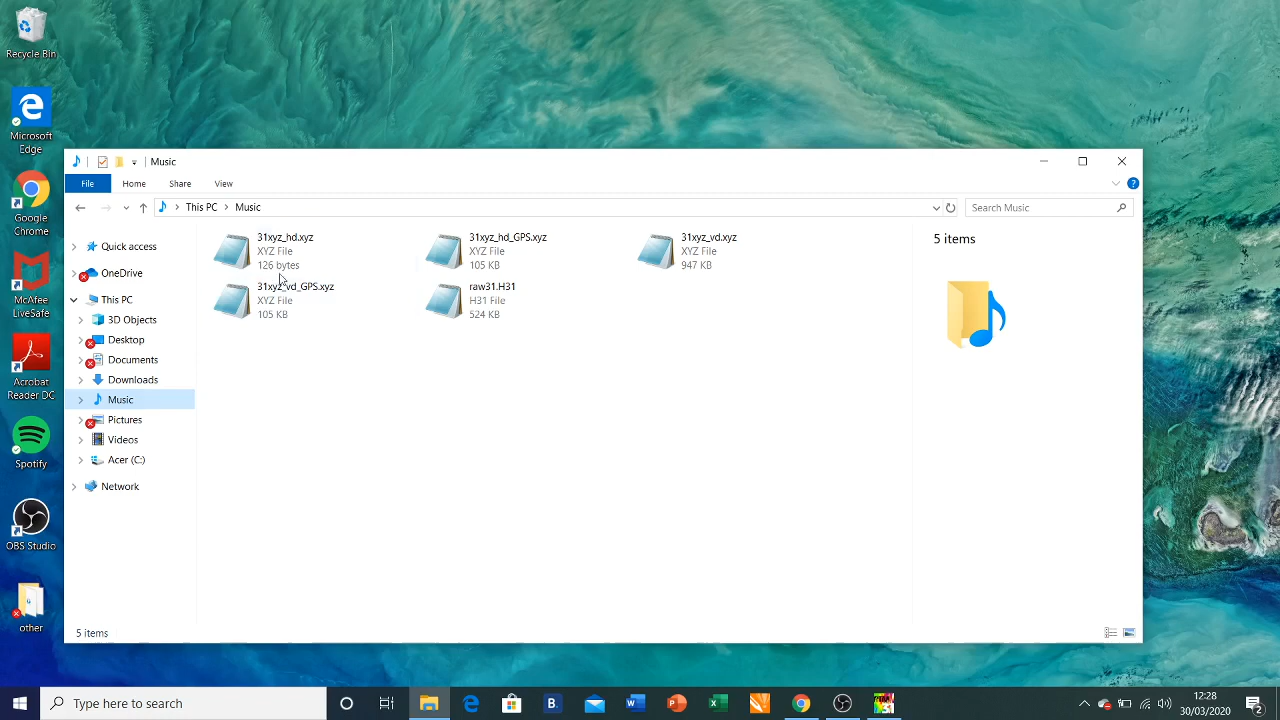 Recycle Bin
Microsoft
Edge
Google
Chrome
McAfee
LiveSafe
Acrobat
Reader DC
Spotify
OBS Studio
other
Music
File
Home
Share
View
This PC
Music
Search Music
Quick access
OneDrive
This PC
3D Objects
Desktop
Documents
Downloads
Music
Pictures
Videos
Acer (C:)
Network
31xyz_hd.xyz
XYZ File
126 bytes
31xyz_hd_GPS.xyz
XYZ File
105 KB
31xyz_vd.xyz
XYZ File
947 KB
31xyz_vd_GPS.xyz
XYZ File
105 KB
raw31.H31
H31 File
524 KB
5 items
5 items
Type here to search
B.
12:28
30/03/2020
2